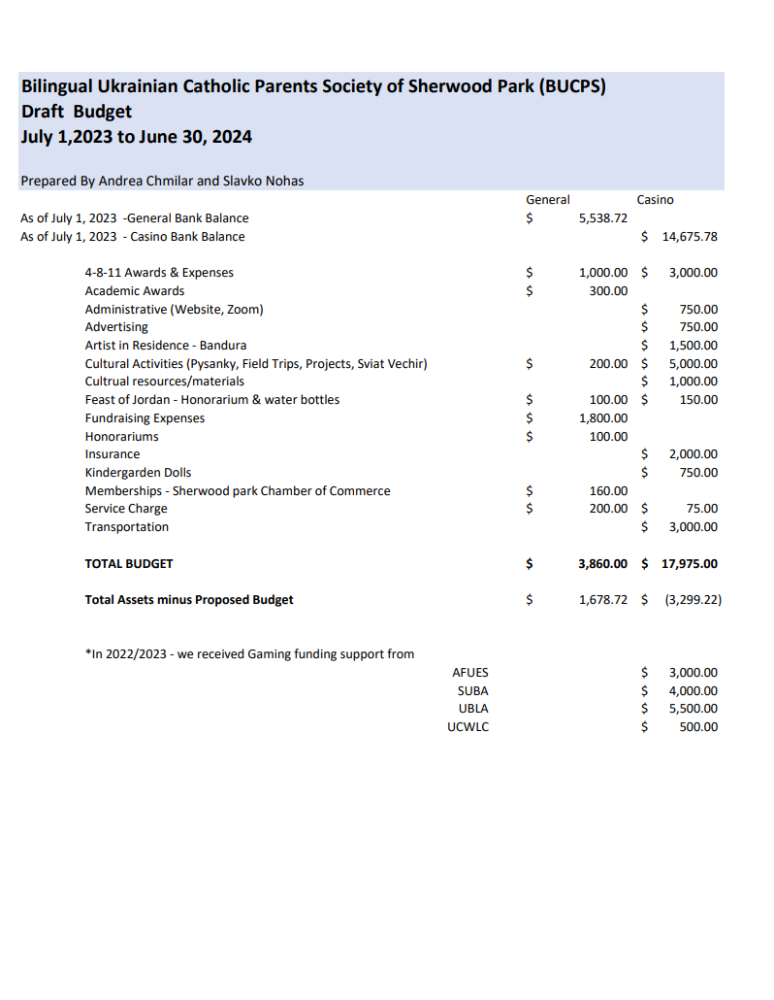 Bilingual Ukrainian Catholic Parents Society of Sherwood Park (BUCPS)
Draft Budget
July 1,2023 to June 30, 2024
Prepared By Andrea Chmilar and Slavko Nohas
General Casino
As of July 1, 2023 -General Bank Balance $ 5,538.72
As of July 1, 2023 - Casino Bank Balance $ 14,675.78
4-8-11 Awards & Expenses $ 1,000.00 $ 3,000.00
Academic Awards $ 300.00
Administrative (Website, Zoom) $ 750.00
Advertising $ 750.00
Artist in Residence - Bandura $ 1,500.00
Cultural Activities (Pysanky, Field Trips, Projects, Sviat Vechir) $ 200.00 $ 5,000.00
Cultrual resources/materials $ 1,000.00
Feast of Jordan - Honorarium & water bottles $ 100.00 $ 150.00
Fundraising Expenses $ 1,800.00
Honorariums $ 100.00
Insurance $ 2,000.00
Kindergarden Dolls $ 750.00
Memberships - Sherwood park Chamber of Commerce $ 160.00
Service Charge $ 200.00 $ 75.00
Transportation $ 3,000.00
TOTAL BUDGET $ 3,860.00 $ 17,975.00
Total Assets minus Proposed Budget $ 1,678.72 $ (3,299.22)
*In 2022/2023 - we received Gaming funding support from
AFUES $ 3,000.00
SUBA $ 4,000.00
UBLA $ 5,500.00
UCWLC $ 500.00